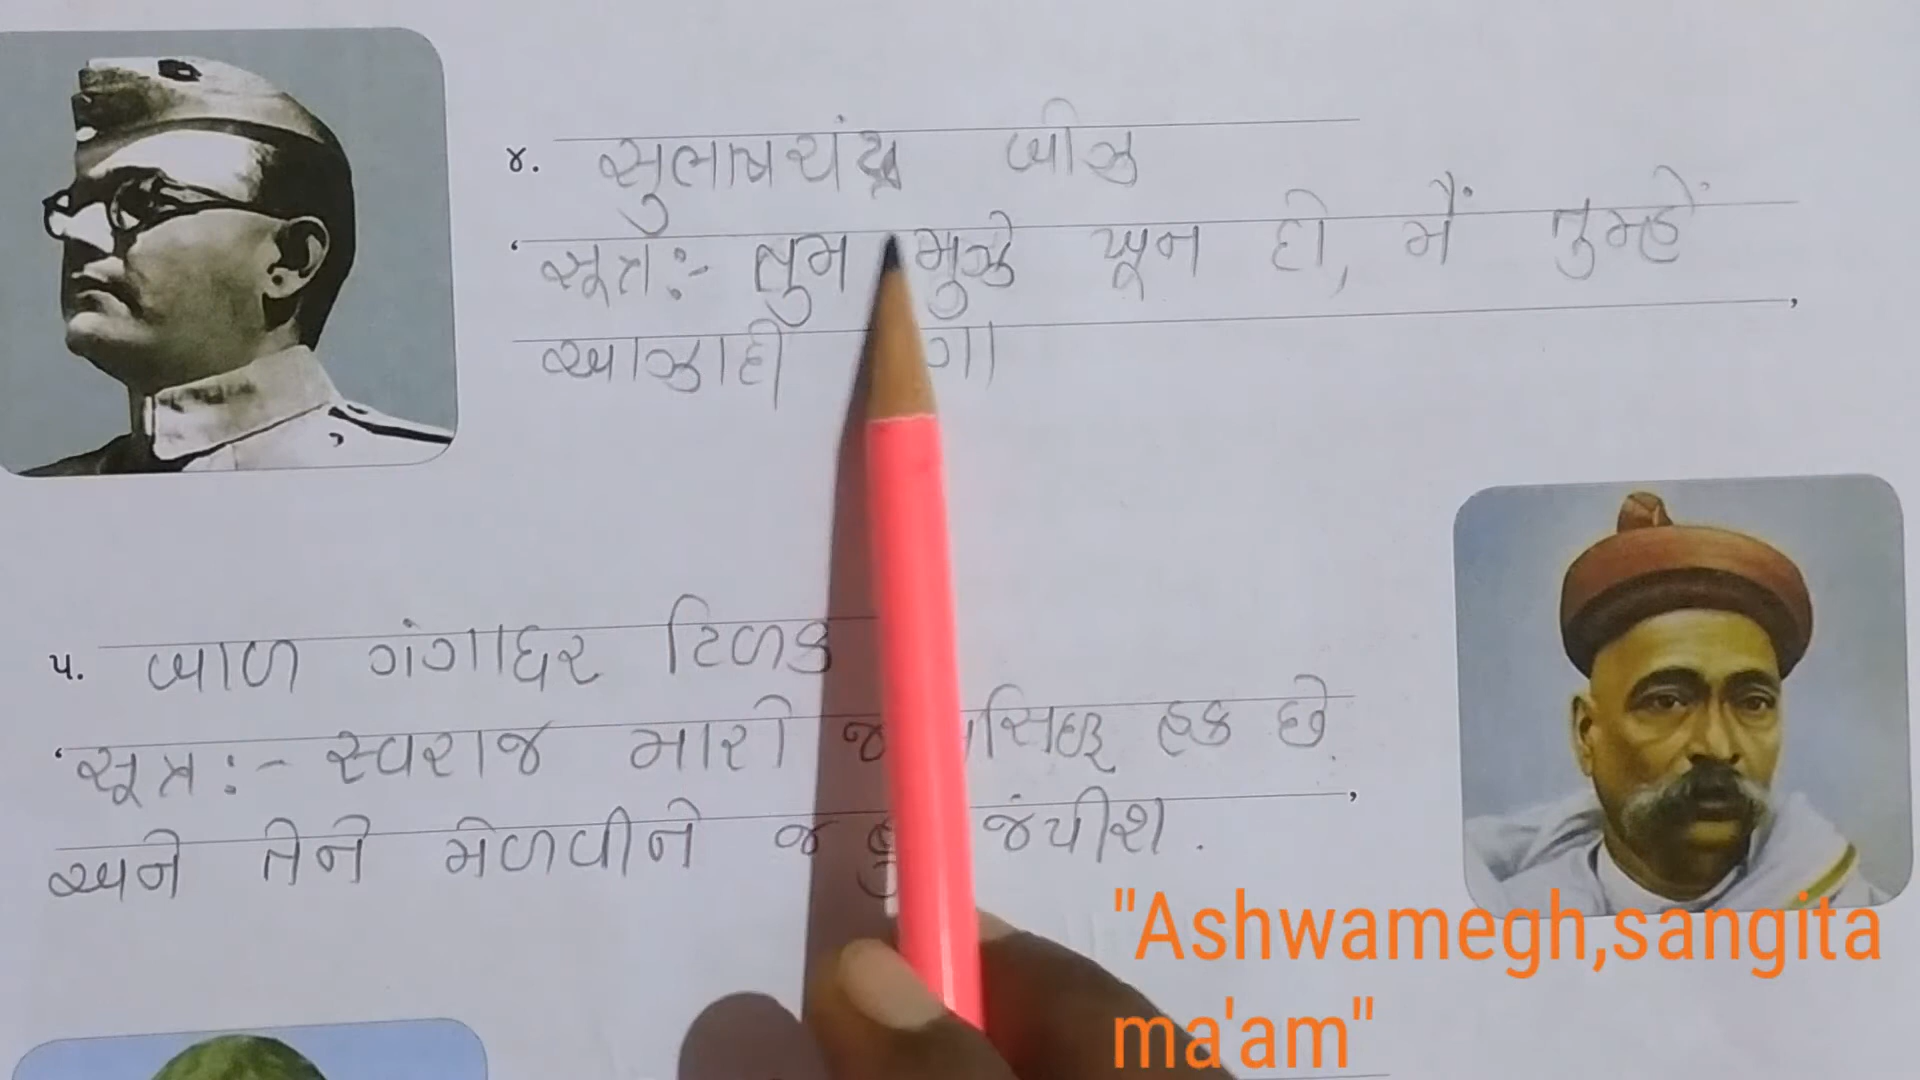 ૪. સુભાષચંદ્ર બોઝ
‘સૂત્ર:- તુમ મુઝે ખૂન દો, મૈં તુમ્હેં
આઝાદી ’
૫. બાળ ગંગાધર ટિળક
‘સૂત્ર:- સ્વરાજ મારો હક છે.
અને તેને મેળવીને જ જંપીશ. ’
"Ashwamegh,sangita
ma'am"